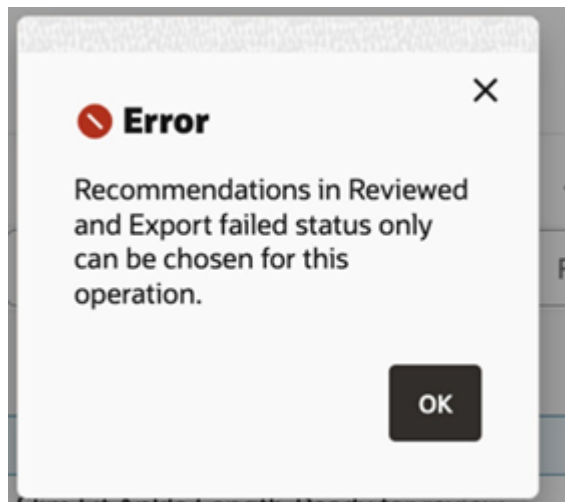 Error
Recommendations in Reviewed
and Export failed status only
can be chosen for this
operation.
OK